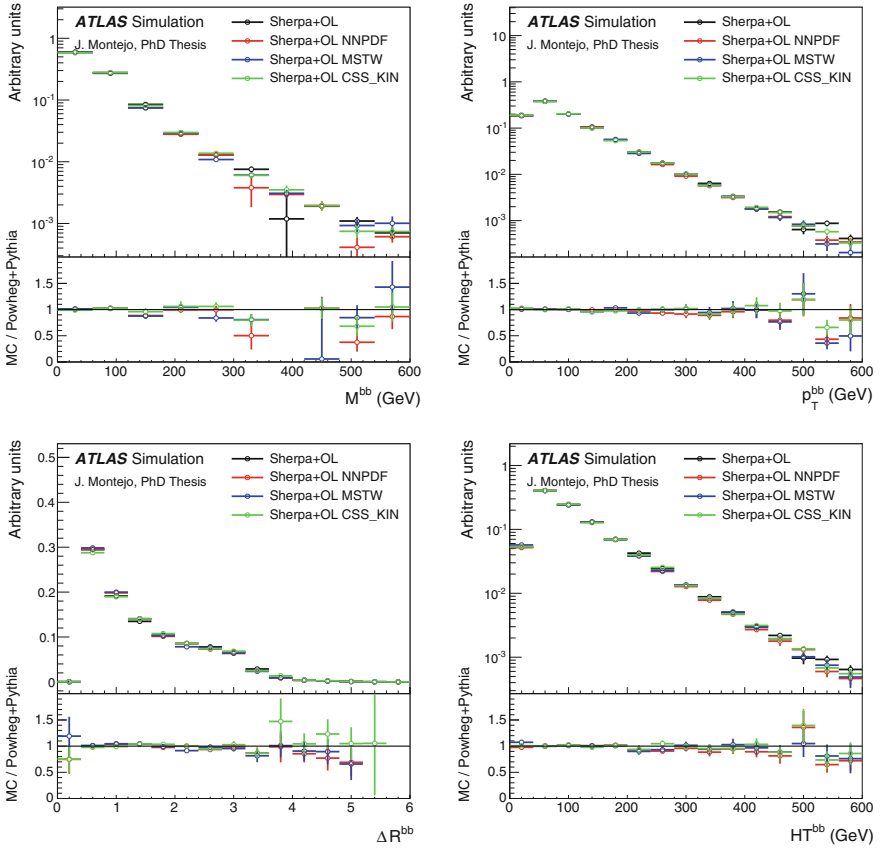 ATLAS Simulation
J. Montejo, PhD Thesis
Sherpa+OL
Sherpa+OL NNPDF
Sherpa+OL MSTW
Sherpa+OL CSS_KIN
Arbitrary units
1
10^-1
10^-2
10^-3
MC / Powheg+Pythia
1.5
1
0.5
0
0 100 200 300 400 500 600
M^bb (GeV)
ATLAS Simulation
J. Montejo, PhD Thesis
Sherpa+OL
Sherpa+OL NNPDF
Sherpa+OL MSTW
Sherpa+OL CSS_KIN
Arbitrary units
10
1
10^-1
10^-2
10^-3
MC / Powheg+Pythia
1.5
1
0.5
0
0 100 200 300 400 500 600
p_T^bb (GeV)
ATLAS Simulation
J. Montejo, PhD Thesis
Sherpa+OL
Sherpa+OL NNPDF
Sherpa+OL MSTW
Sherpa+OL CSS_KIN
Arbitrary units
0.5
0.4
0.3
0.2
0.1
0
MC / Powheg+Pythia
1.5
1
0.5
0
0 1 2 3 4 5 6
ΔR^bb
ATLAS Simulation
J. Montejo, PhD Thesis
Sherpa+OL
Sherpa+OL NNPDF
Sherpa+OL MSTW
Sherpa+OL CSS_KIN
Arbitrary units
1
10^-1
10^-2
10^-3
MC / Powheg+Pythia
1.5
1
0.5
0
0 100 200 300 400 500 600
HT^bb (GeV)